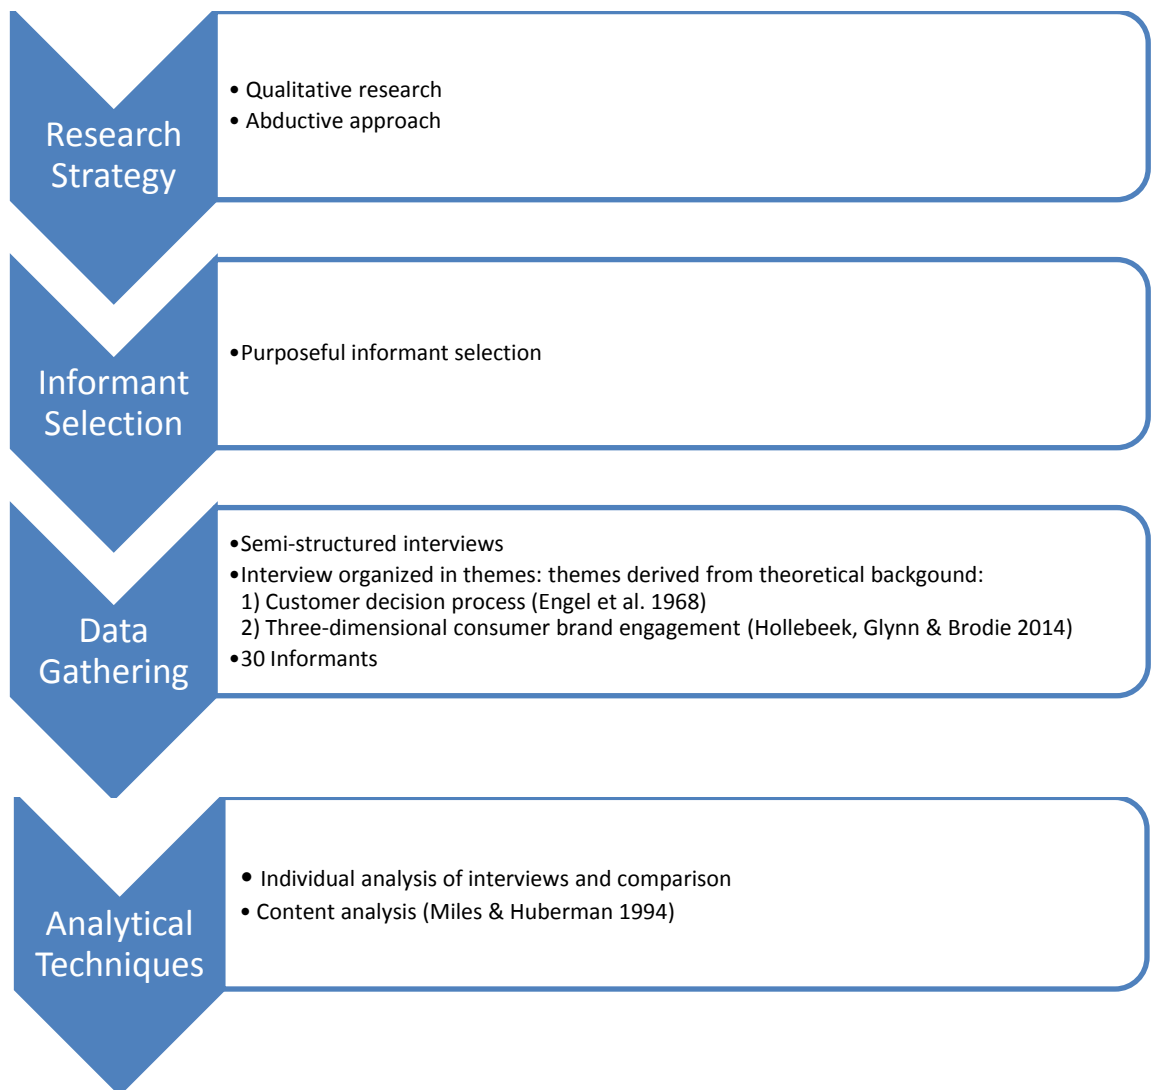 Research
Strategy
• Qualitative research
• Abductive approach
Informant
Selection
•Purposeful informant selection
Data
Gathering
•Semi-structured interviews
•Interview organized in themes: themes derived from theoretical backgound:
1) Customer decision process (Engel et al. 1968)
2) Three-dimensional consumer brand engagement (Hollebeek, Glynn & Brodie 2014)
•30 Informants
Analytical
Techniques
• Individual analysis of interviews and comparison
• Content analysis (Miles & Huberman 1994)